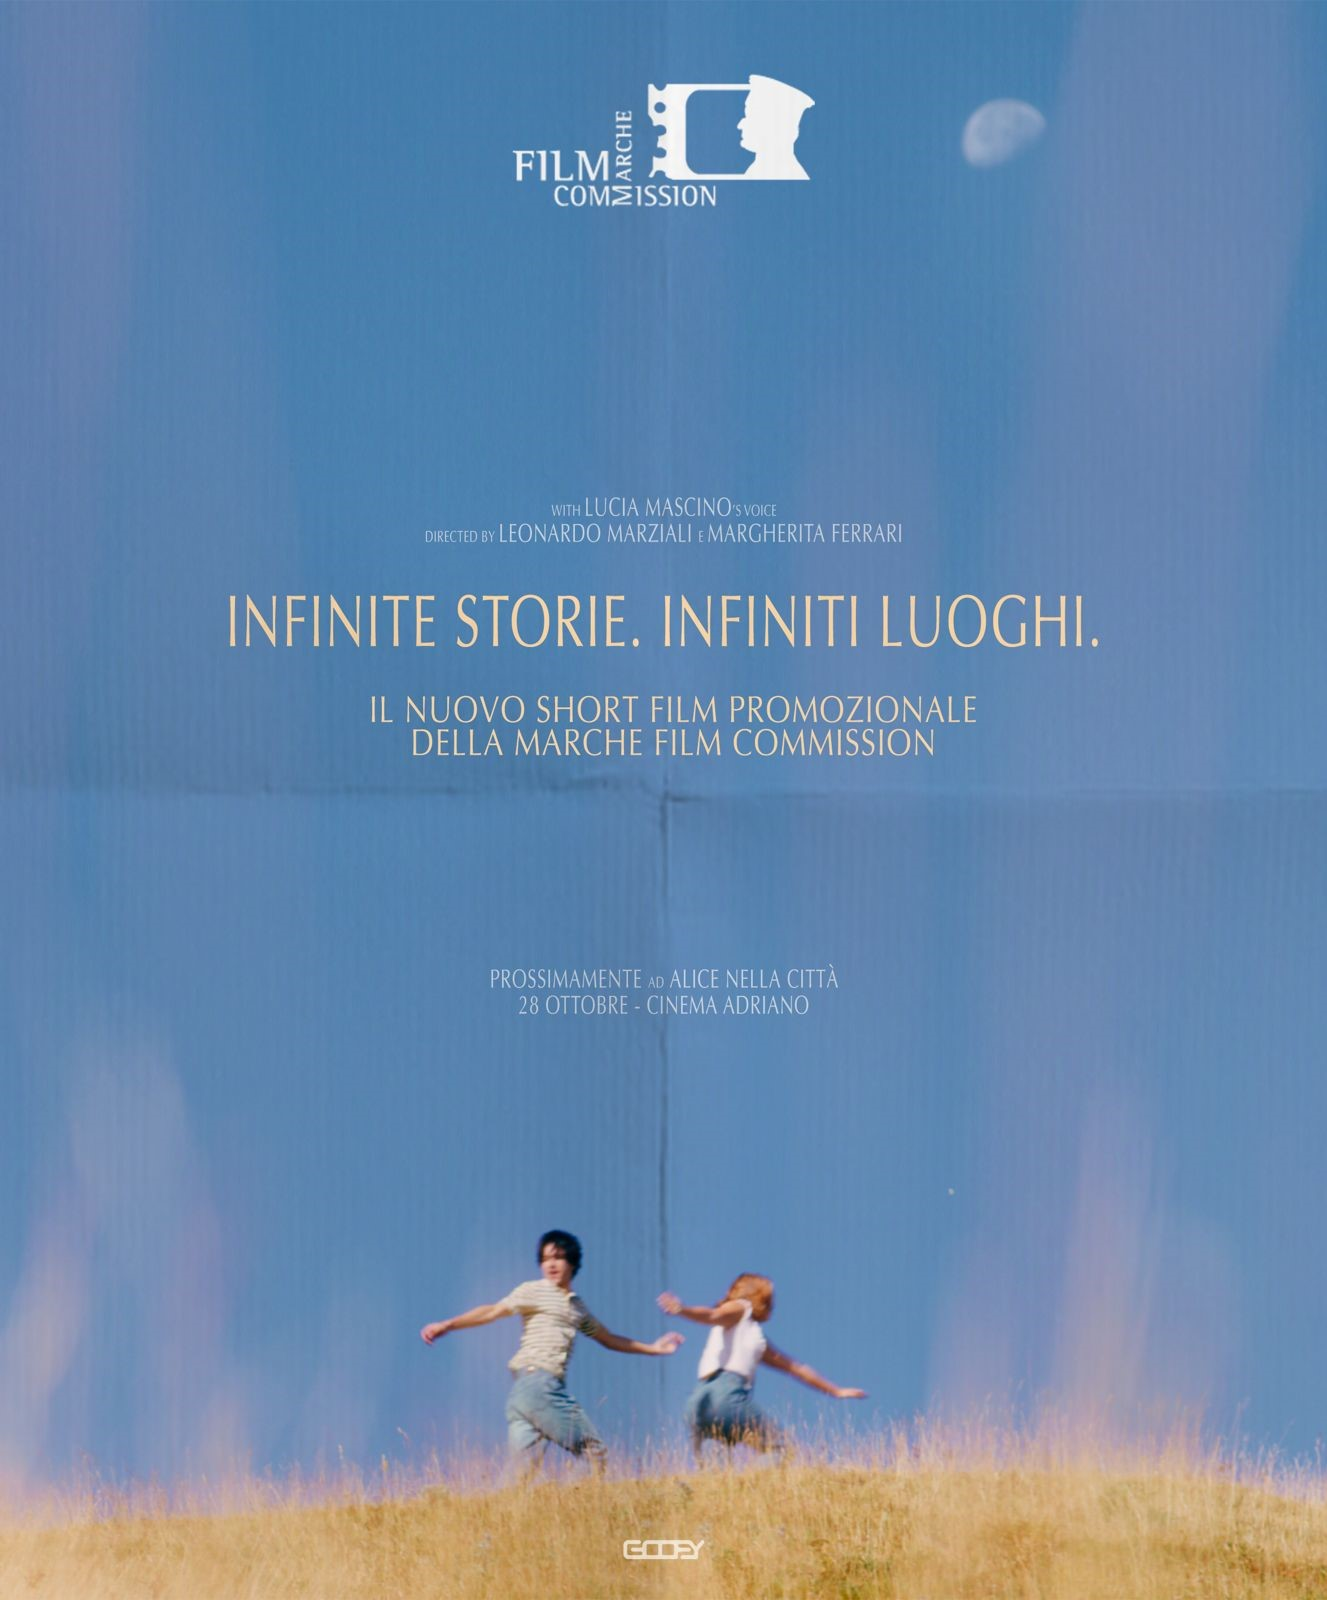 FILM MARCHE
COMMISSION
WITH LUCIA MASCINO'S VOICE
DIRECTED BY LEONARDO MARZIALI E MARGHERITA FERRARI
INFINITE STORIE. INFINITI LUOGHI.
IL NUOVO SHORT FILM PROMOZIONALE
DELLA MARCHE FILM COMMISSION
PROSSIMAMENTE AD ALICE NELLA CITTÀ
28 OTTOBRE - CINEMA ADRIANO